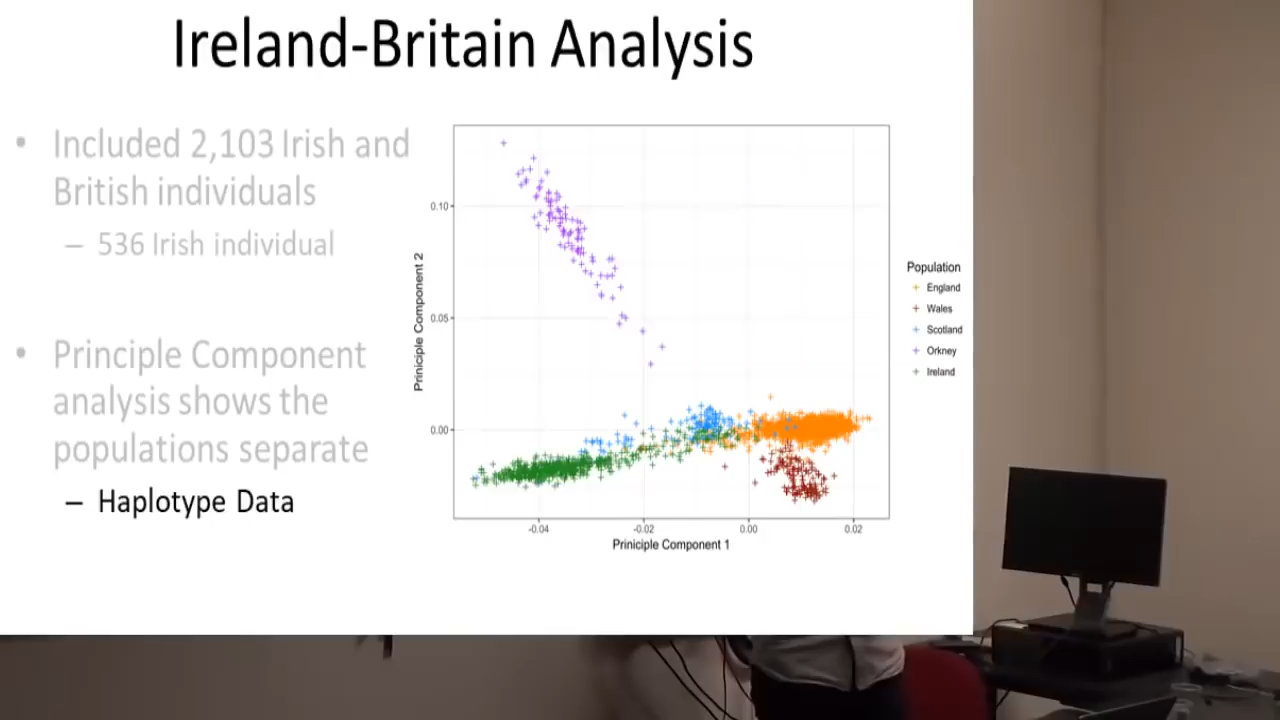 Ireland-Britain Analysis
• Included 2,103 Irish and
British individuals
– 536 Irish individual
• Principle Component
analysis shows the
populations separate
– Haplotype Data
Priniciple Component 2
0.10
0.05
0.00
-0.04 -0.02 0.00 0.02
Priniciple Component 1
Population
England
Wales
Scotland
Orkney
Ireland